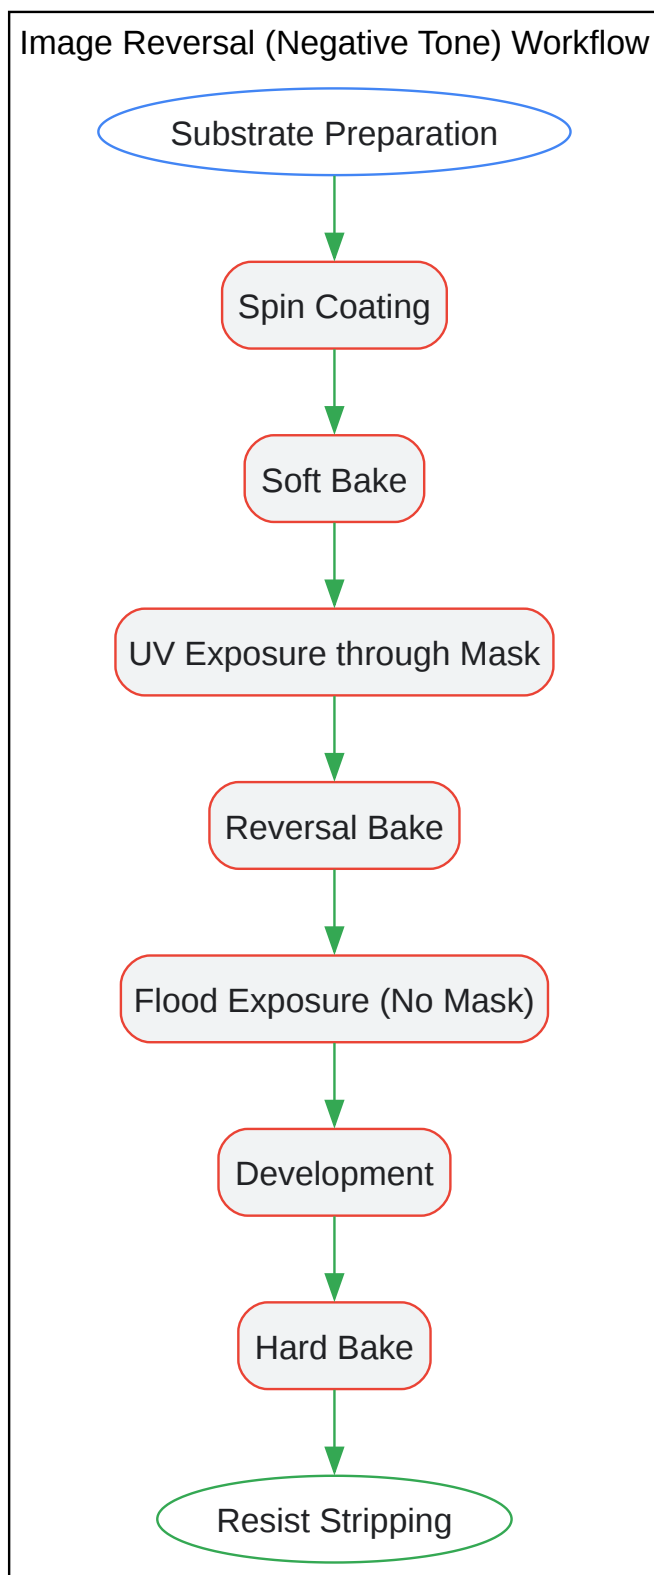 Image Reversal (Negative Tone) Workflow
Substrate Preparation
Spin Coating
Soft Bake
UV Exposure through Mask
Reversal Bake
Flood Exposure (No Mask)
Development
Hard Bake
Resist Stripping